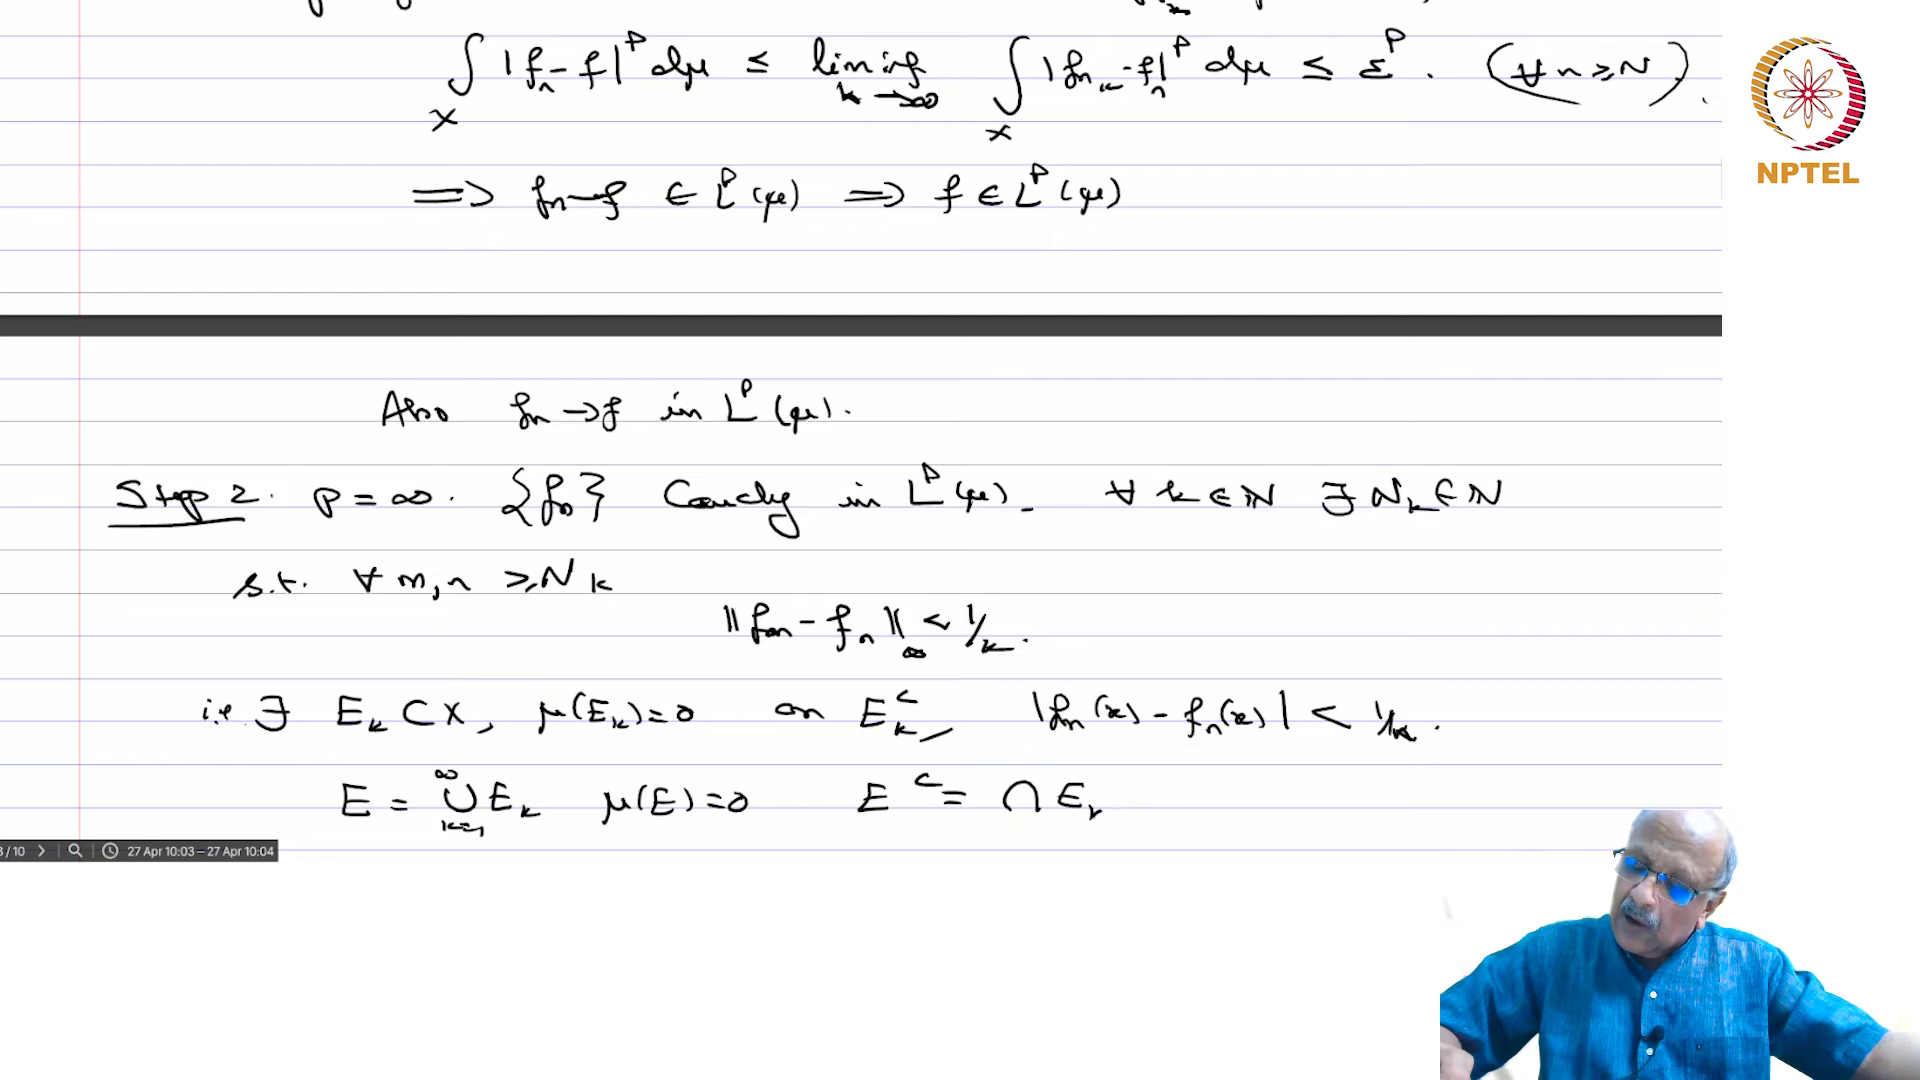 ∫_X |f_n - f|^p dμ ≤ lim inf_{k→∞} ∫_X |f_{n_k} - f_n|^p dμ ≤ ε^p. (∀ n ≥ N).
⟹ f_n - f ∈ L^p(μ) ⟹ f ∈ L^p(μ)
NPTEL
Also f_n → f in L^p(μ).
Step 2. p = ∞. {f_n} Cauchy in L^p(μ). ∀ k ∈ ℕ ∃ N_k ∈ ℕ
s.t. ∀ m, n ≥ N_k
||f_m - f_n||_∞ < 1/k.
i.e. ∃ E_k ⊂ X, μ(E_k) = 0 on E_k^c, |f_m(x) - f_n(x)| < 1/k.
E = ∪_{k=1}^∞ E_k μ(E) = 0 E^c = ∩ E_k
3 / 10 27 Apr 10:03 – 27 Apr 10:04